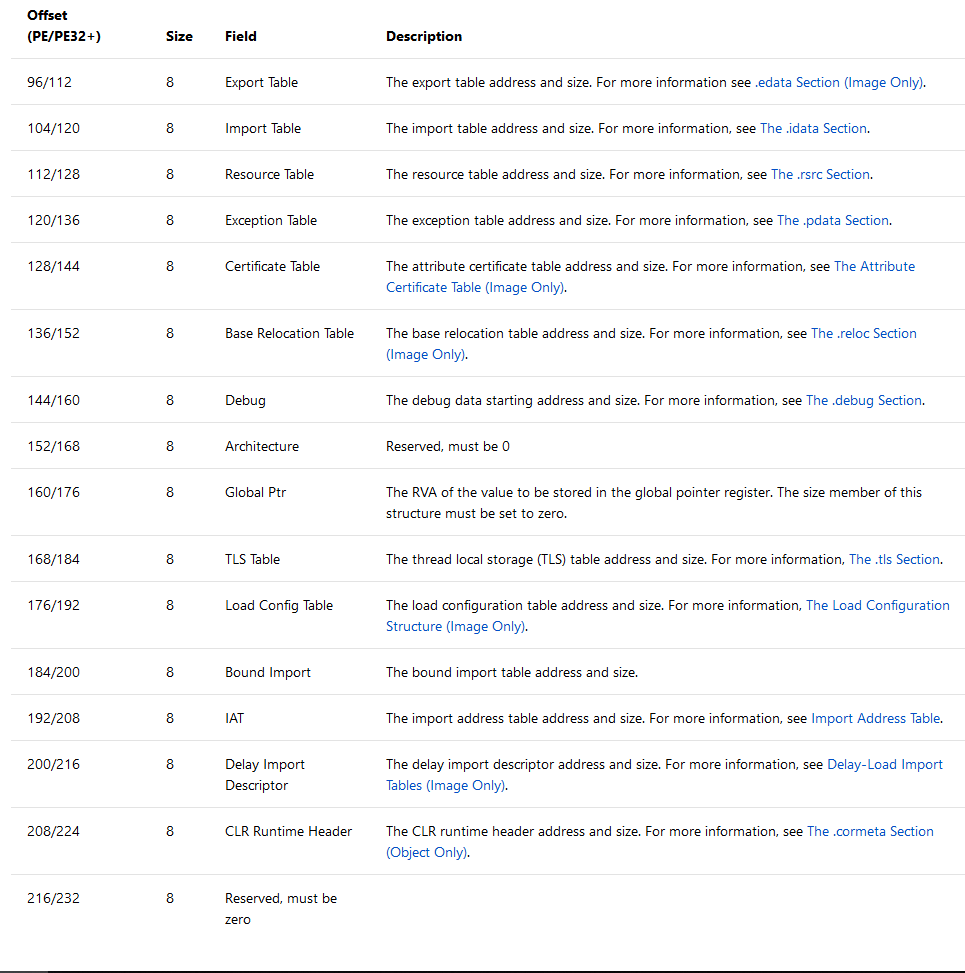 Offset
(PE/PE32+) Size Field Description
96/112 8 Export Table The export table address and size. For more information see .edata Section (Image Only).
104/120 8 Import Table The import table address and size. For more information, see The .idata Section.
112/128 8 Resource Table The resource table address and size. For more information, see The .rsrc Section.
120/136 8 Exception Table The exception table address and size. For more information, see The .pdata Section.
128/144 8 Certificate Table The attribute certificate table address and size. For more information, see The Attribute
Certificate Table (Image Only).
136/152 8 Base Relocation Table The base relocation table address and size. For more information, see The .reloc Section
(Image Only).
144/160 8 Debug The debug data starting address and size. For more information, see The .debug Section.
152/168 8 Architecture Reserved, must be 0
160/176 8 Global Ptr The RVA of the value to be stored in the global pointer register. The size member of this
structure must be set to zero.
168/184 8 TLS Table The thread local storage (TLS) table address and size. For more information, The .tls Section.
176/192 8 Load Config Table The load configuration table address and size. For more information, The Load Configuration
Structure (Image Only).
184/200 8 Bound Import The bound import table address and size.
192/208 8 IAT The import address table address and size. For more information, see Import Address Table.
200/216 8 Delay Import The delay import descriptor address and size. For more information, see Delay-Load Import
Descriptor Tables (Image Only).
208/224 8 CLR Runtime Header The CLR runtime header address and size. For more information, see The .cormeta Section
(Object Only).
216/232 8 Reserved, must be
zero